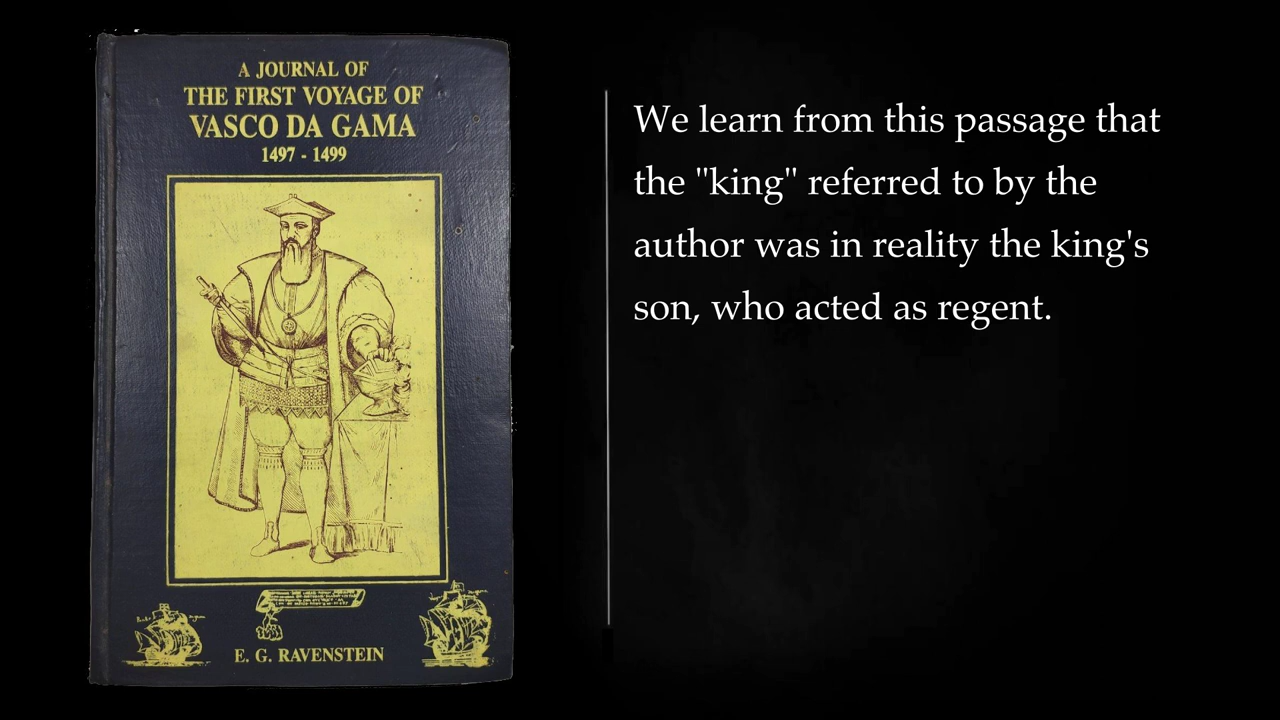 A JOURNAL OF
THE FIRST VOYAGE OF
VASCO DA GAMA
1497 - 1499
E. G. RAVENSTEIN
We learn from this passage that
the "king" referred to by the
author was in reality the king's
son, who acted as regent.